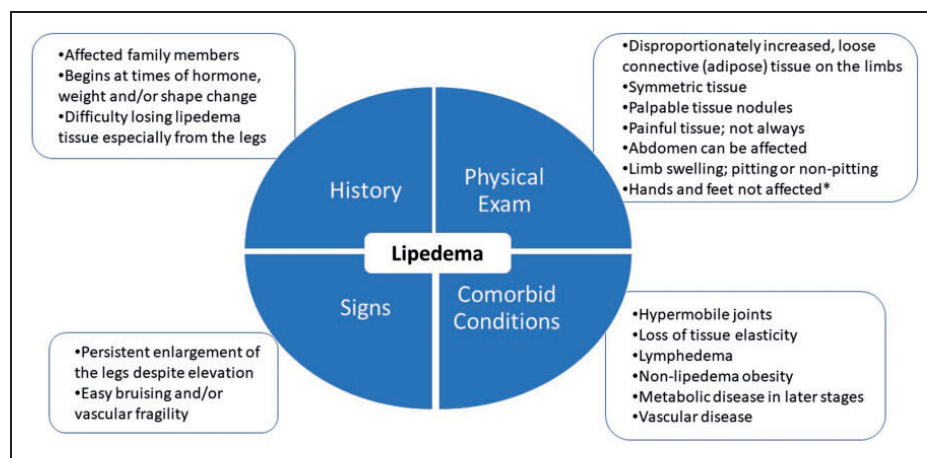 •Affected family members
•Begins at times of hormone,
weight and/or shape change
•Difficulty losing lipedema
tissue especially from the legs
•Disproportionately increased, loose
connective (adipose) tissue on the limbs
•Symmetric tissue
•Palpable tissue nodules
•Painful tissue; not always
•Abdomen can be affected
•Limb swelling; pitting or non-pitting
•Hands and feet not affected*
History
Physical
Exam
Lipedema
Signs
Comorbid
Conditions
•Persistent enlargement of
the legs despite elevation
•Easy bruising and/or
vascular fragility
•Hypermobile joints
•Loss of tissue elasticity
•Lymphedema
•Non-lipedema obesity
•Metabolic disease in later stages
•Vascular disease